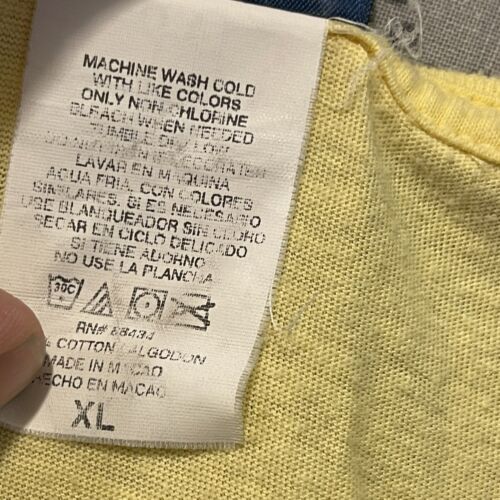 MACHINE WASH COLD
WITH LIKE COLORS
ONLY NON-CHLORINE
BLEACH WHEN NEEDED
TUMBLE DRY LOW
LAVAR EN MAQUINA
AGUA FRIA, CON COLORES
SIMILARES. SI ES NECESARIO
USE BLANQUEADOR SIN CLORO
SECAR EN CICLO DELICADO
SI TIENE ADORNO
NO USE LA PLANCHA
30C
RN#
COTTON ALGODON
MADE IN MACAO
HECHO EN MACAO
XL